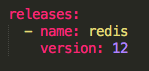 releases:
  - name: redis
    version: 12